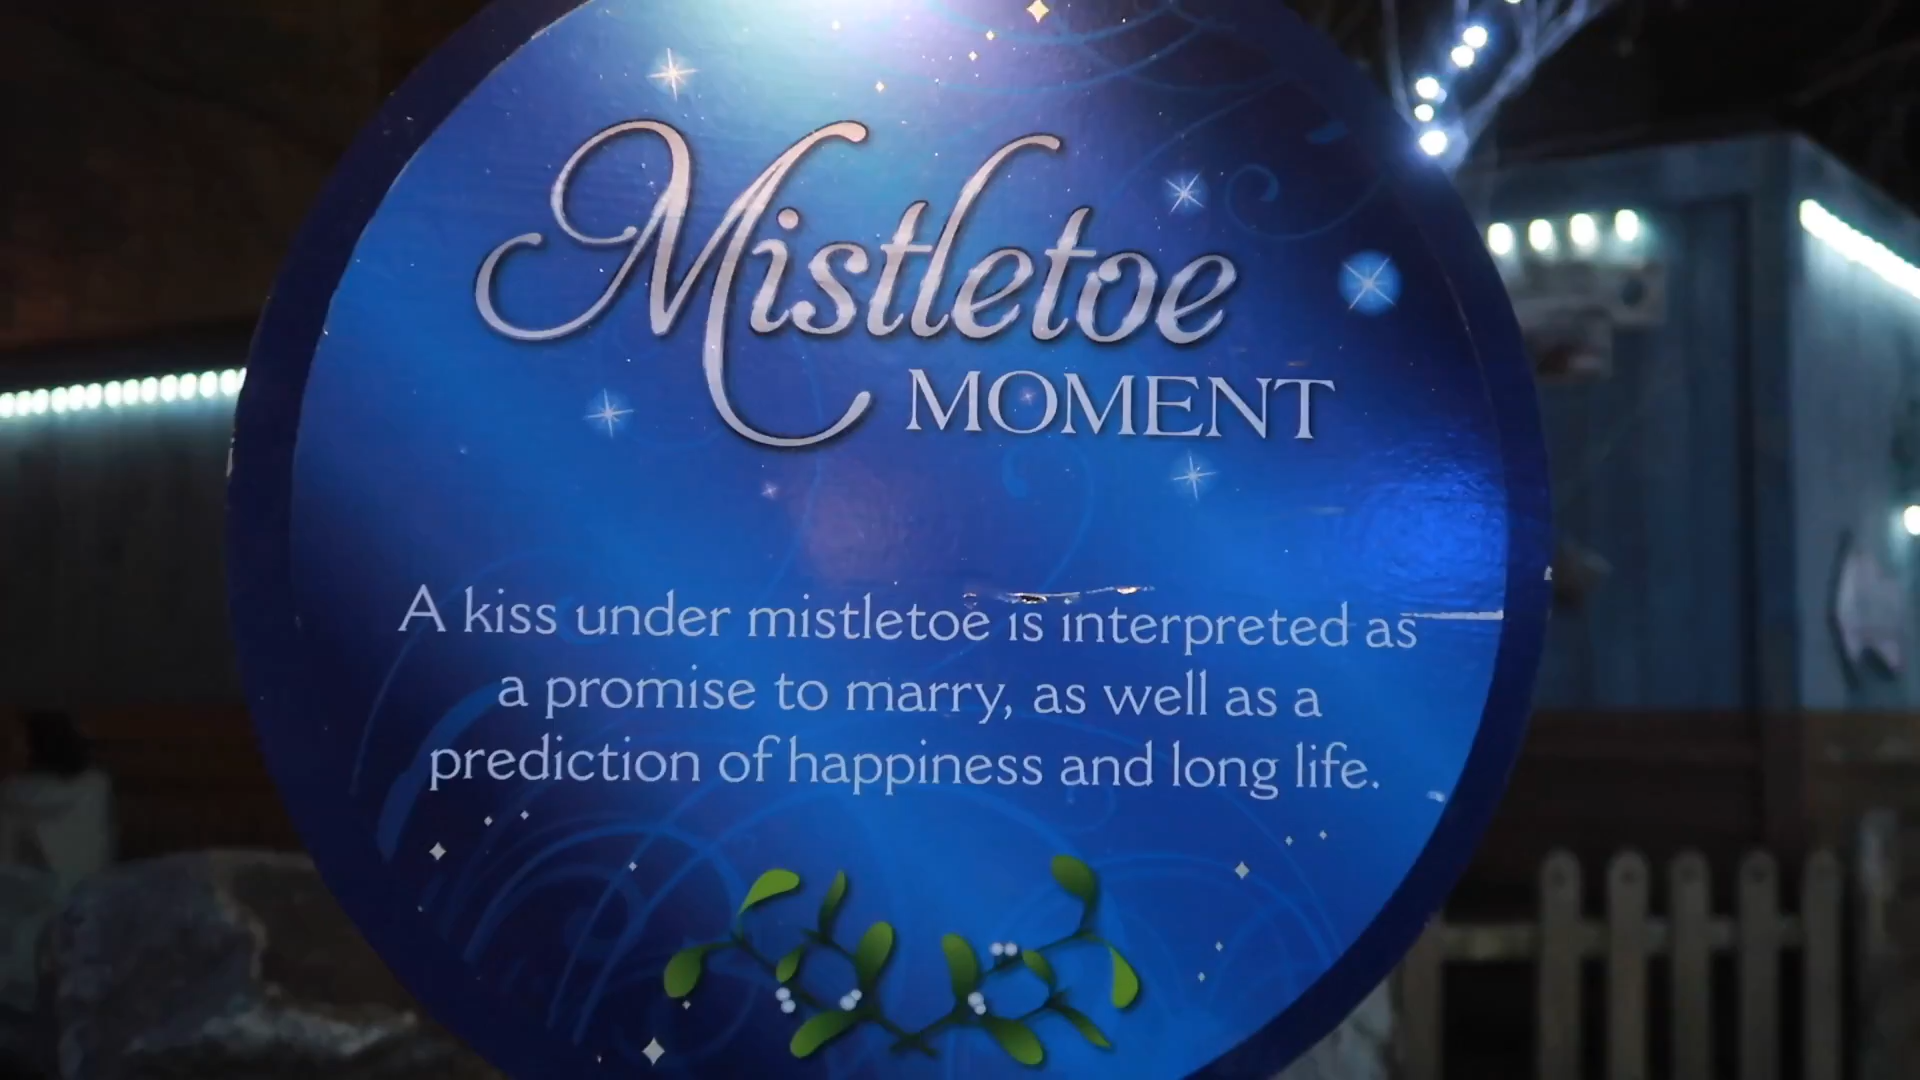 Mistletoe
MOMENT
A kiss under mistletoe is interpreted as
a promise to marry, as well as a
prediction of happiness and long life.